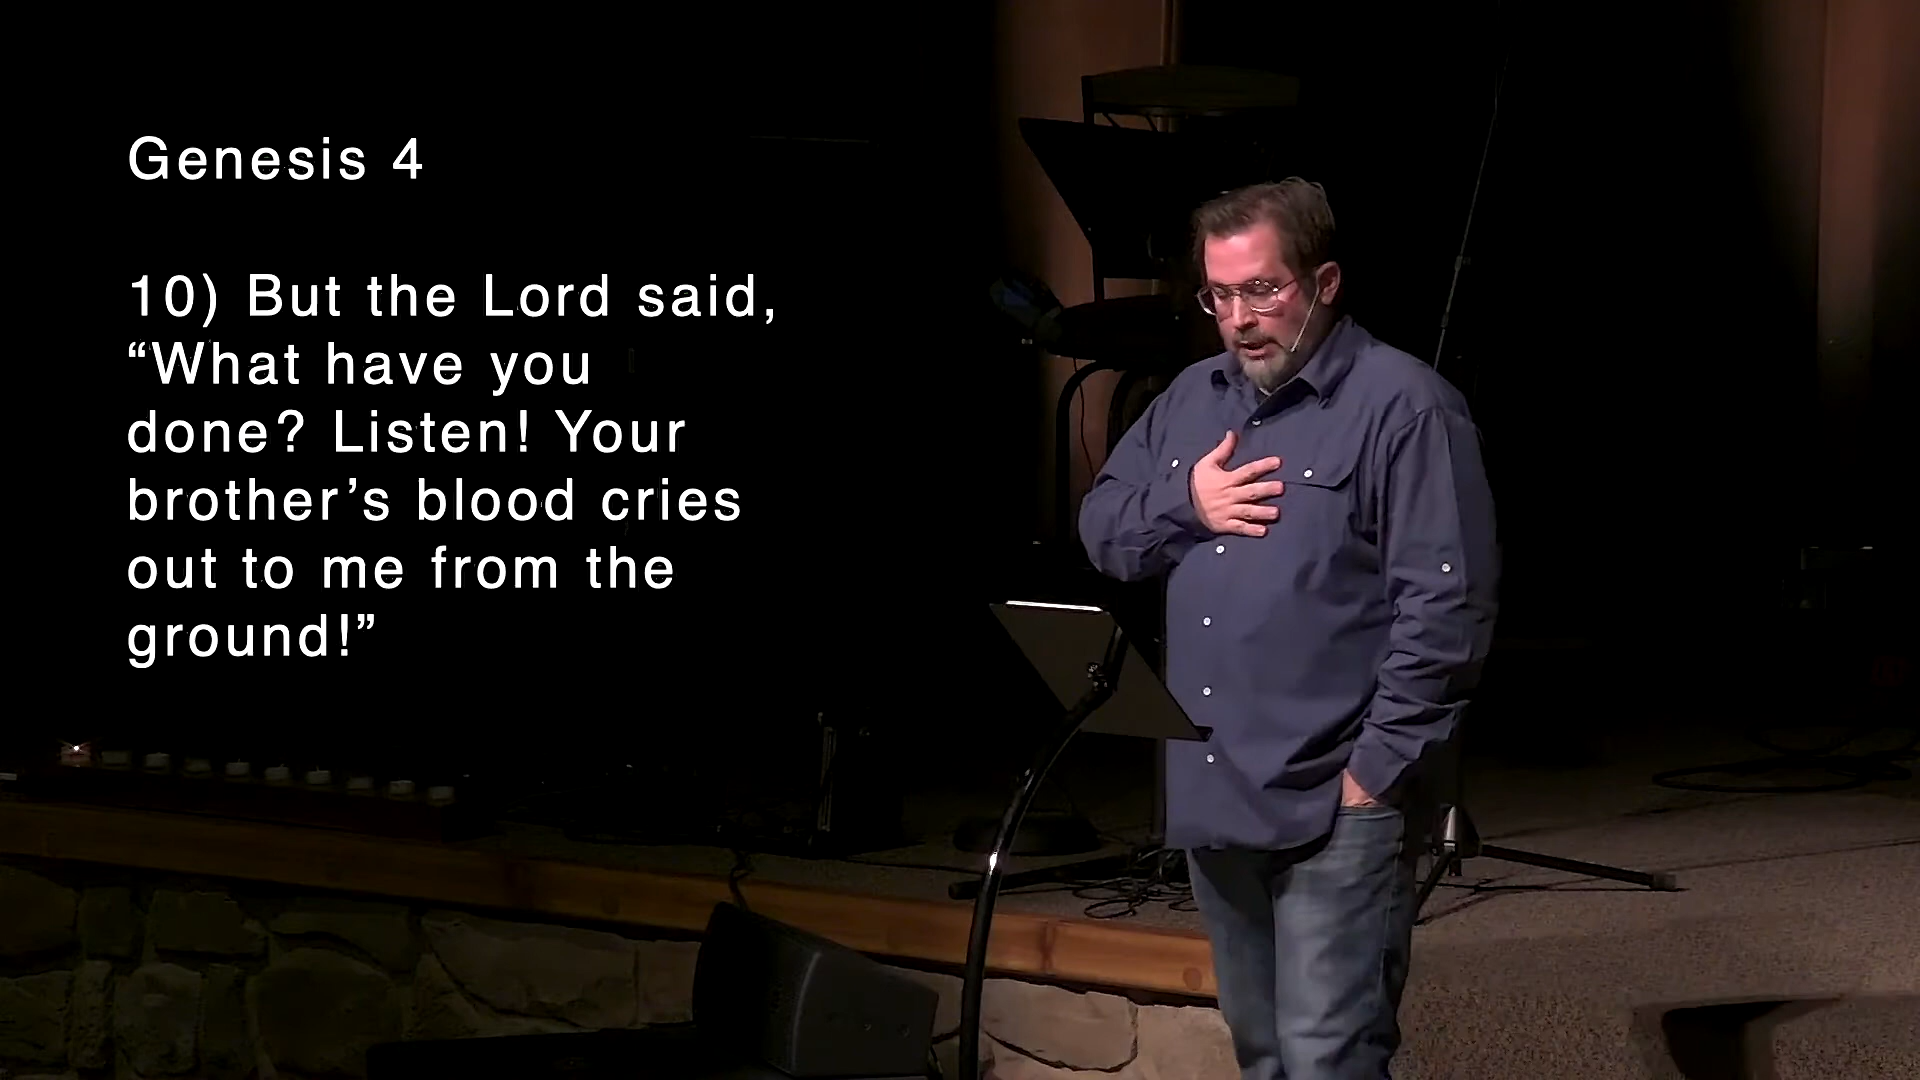 Genesis 4
10) But the Lord said,
“What have you
done? Listen! Your
brother’s blood cries
out to me from the
ground!”